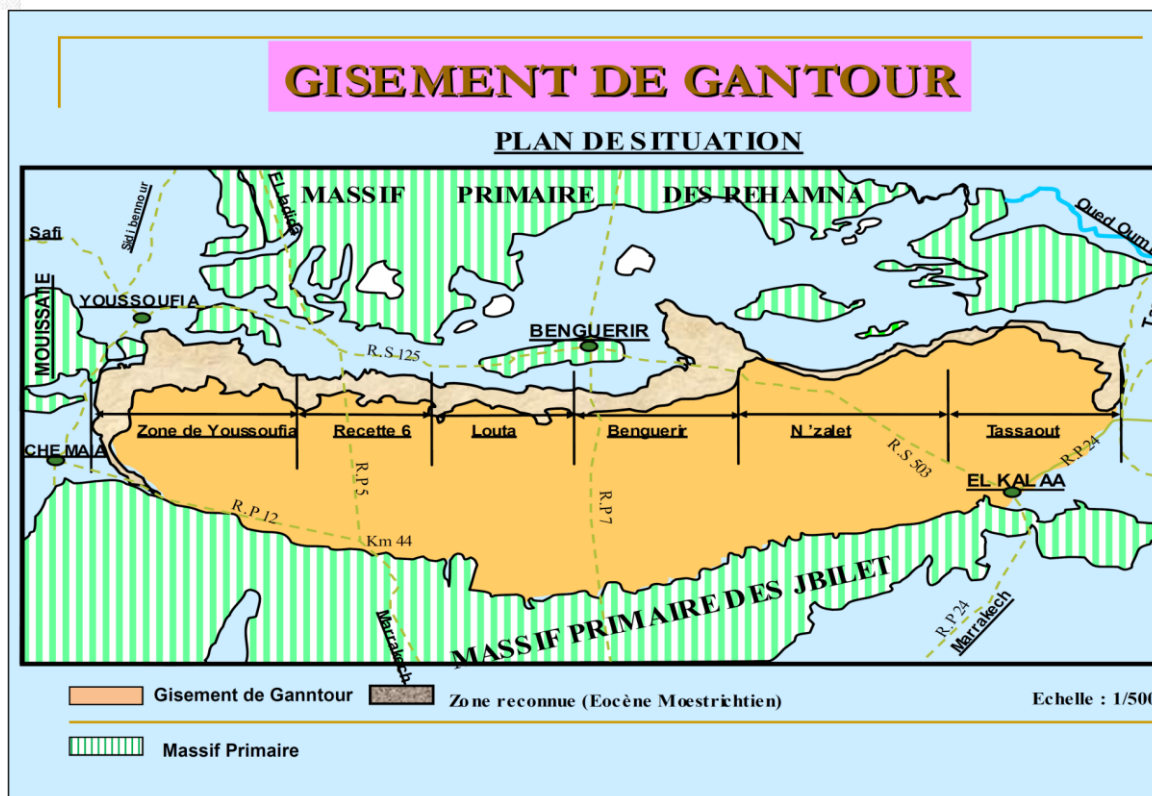 GISEMENT DE GANTOUR
PLAN DE SITUATION
MASSIF PRIMAIRE DES REHAMNA
El Jadida
Sidi bennour
Safi
Oued Oum
MOUISSATE
YOUSSOUFIA
BENGUERIR
R.S 125
Zone de Youssoufia
Recette 6
Louta
Benguerir
N 'zalet
Tassaout
CHEMAIA
R.P 5
R.P7
R.S 503
R.P 24
EL KALAA
R.P 12
Km 44
MASSIF PRIMAIRE DES JBILET
Marrakech
R.P 24
Marrakech
Gisement de Ganntour
Zone reconnue (Eocène Mœstrichtien)
Echelle : 1/500
Massif Primaire